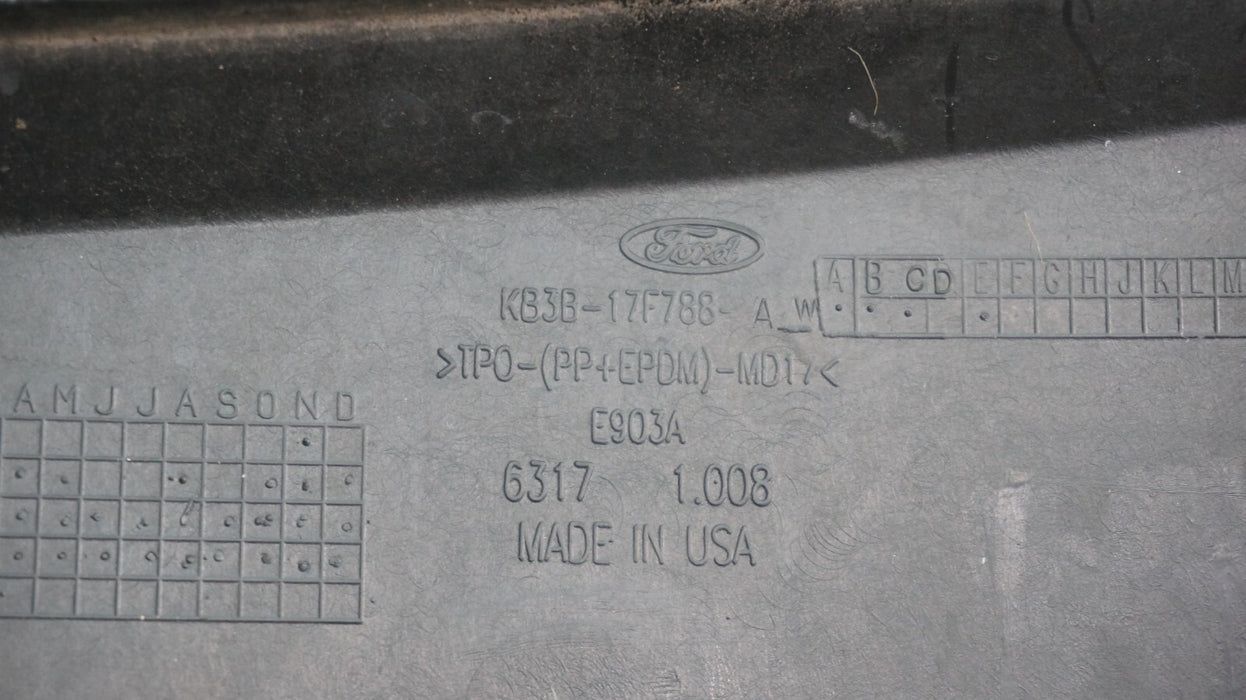 Ford
KB3B-17F788- A_W
A B C D E F G H J K L M
>TPO-(PP+EPDM)-MD17<
A M J J A S O N D
E903A
6317 1.008
MADE IN USA